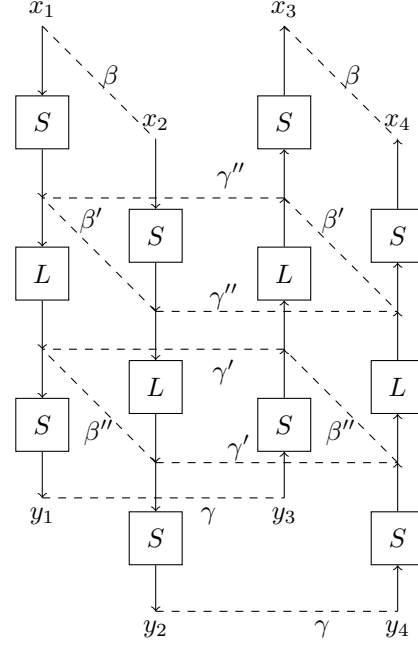 x₁ x₃
β β
S x₂ S x₄
γ′′
β′ S β′ S
L L
γ′′
γ′
L L
S β′′ S β′′
γ′
y₁ γ y₃
S S
y₂ γ y₄